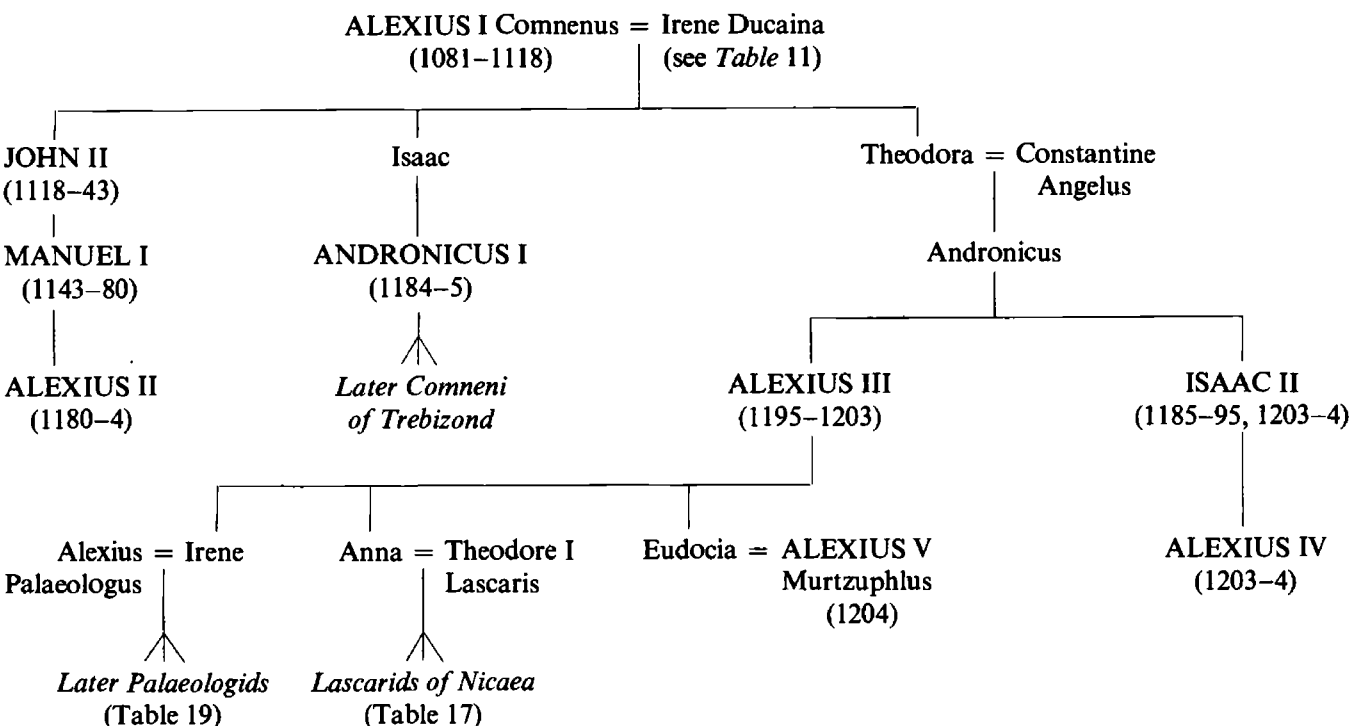 ALEXIUS I Comnenus = Irene Ducaina
(1081–1118) (see Table 11)
JOHN II
(1118–43)
Isaac
Theodora = Constantine
Angelus
MANUEL I
(1143–80)
ANDRONICUS I
(1184–5)
Andronicus
ALEXIUS II
(1180–4)
Later Comneni
of Trebizond
ALEXIUS III
(1195–1203)
ISAAC II
(1185–95, 1203–4)
Alexius = Irene
Palaeologus
Anna = Theodore I
Lascaris
Eudocia = ALEXIUS V
Murtzuphlus
(1204)
ALEXIUS IV
(1203–4)
Later Palaeologids
(Table 19)
Lascarids of Nicaea
(Table 17)